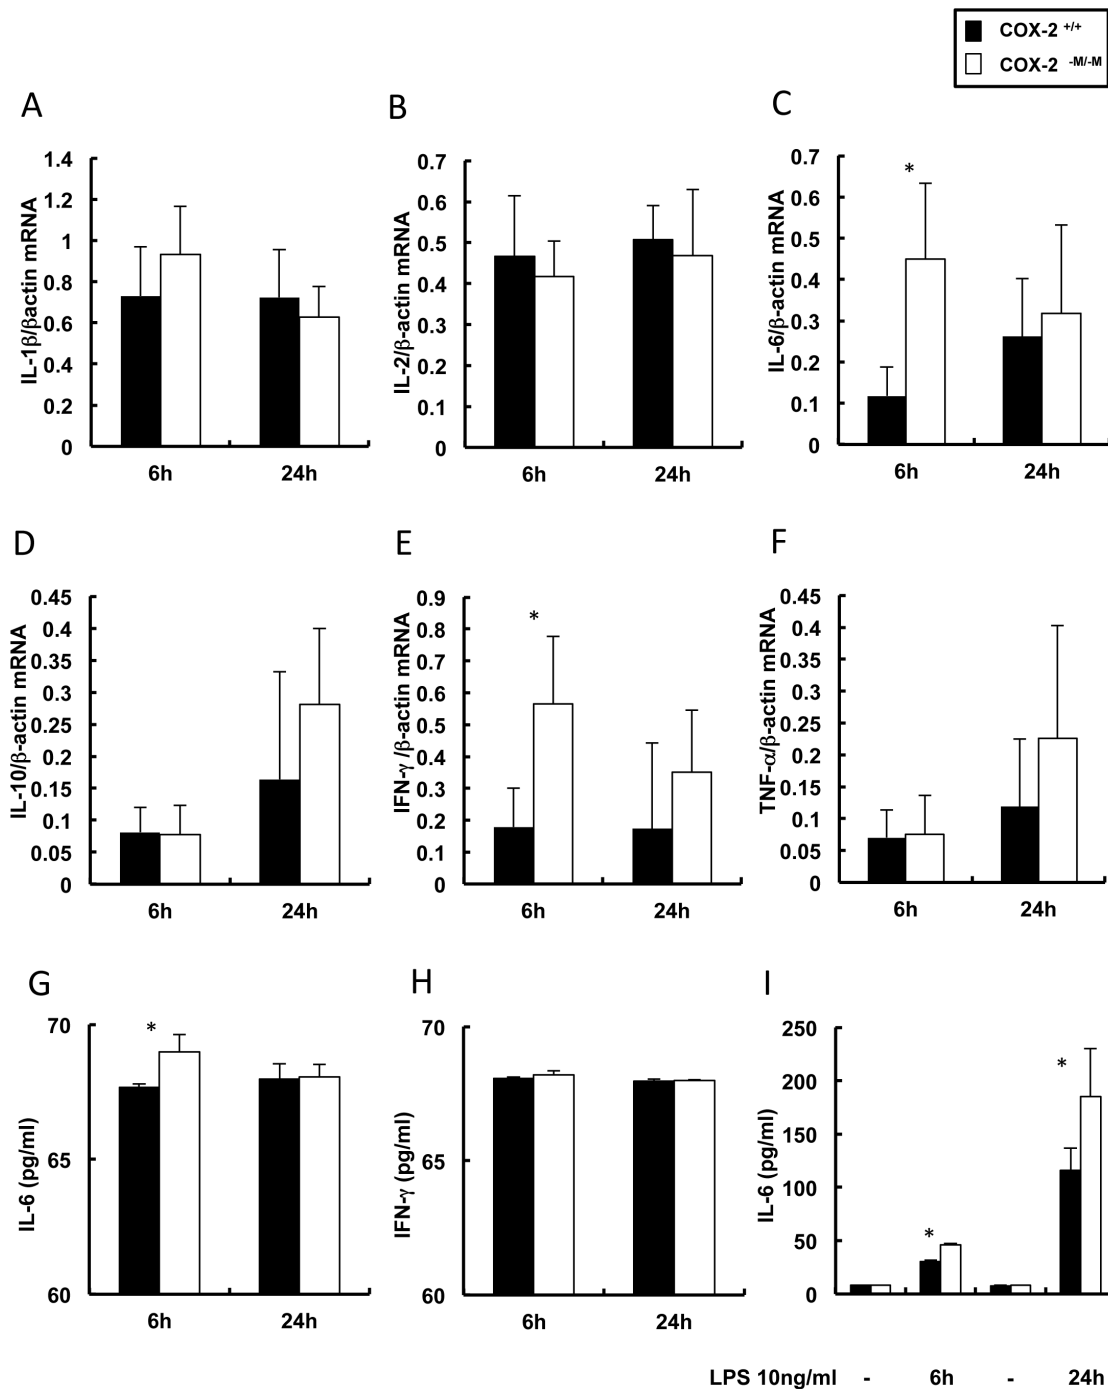 COX-2 +/+
COX-2 -M/-M
A
IL-1β/βactin mRNA
1.4
1.2
1
0.8
0.6
0.4
0.2
0
6h
24h
B
IL-2/β-actin mRNA
0.7
0.6
0.5
0.4
0.3
0.2
0.1
0
6h
24h
C
IL-6/β-actin mRNA
0.7
0.6
0.5
0.4
0.3
0.2
0.1
0
*
6h
24h
D
IL-10/β-actin mRNA
0.45
0.4
0.35
0.3
0.25
0.2
0.15
0.1
0.05
0
6h
24h
E
IFN-γ/β-actin mRNA
0.9
0.8
0.7
0.6
0.5
0.4
0.3
0.2
0.1
0
*
6h
24h
F
TNF-α/β-actin mRNA
0.45
0.4
0.35
0.3
0.25
0.2
0.15
0.1
0.05
0
6h
24h
G
IL-6 (pg/ml)
70
65
60
*
6h
24h
H
IFN-γ (pg/ml)
70
65
60
6h
24h
I
IL-6 (pg/ml)
250
200
150
100
50
0
*
*
LPS 10ng/ml - 6h - 24h